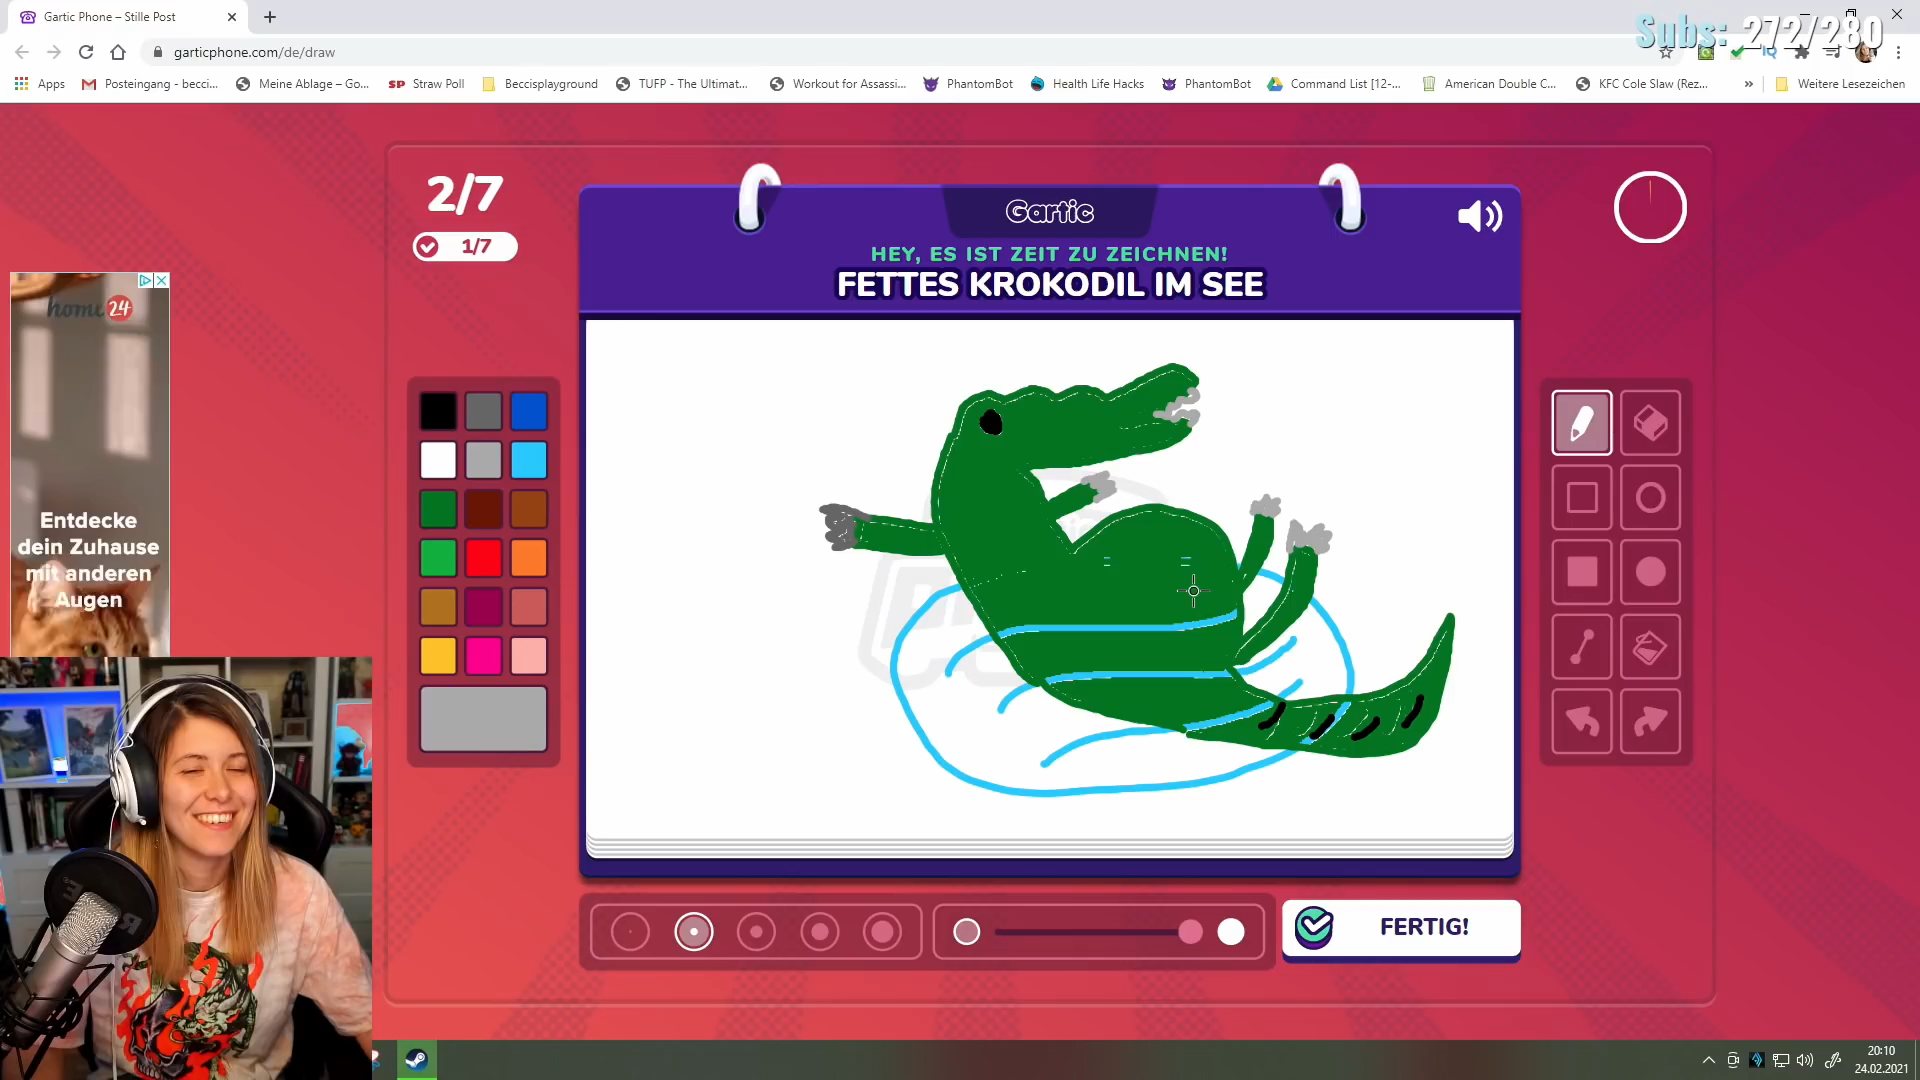 Gartic Phone – Stille Post
garticphone.com/de/draw
Subs: 272/280
Apps
Posteingang - becci...
Meine Ablage – Go...
SP Straw Poll
Beccisplayground
TUFP - The Ultimat...
Workout for Assassi...
PhantomBot
Health Life Hacks
PhantomBot
Command List [12-...
American Double C...
KFC Cole Slaw (Rez...
»
Weitere Lesezeichen
2/7
1/7
Gartic
HEY, ES IST ZEIT ZU ZEICHNEN!
FETTES KROKODIL IM SEE
home24
Entdecke
dein Zuhause
mit anderen
Augen
FERTIG!
20:10
24.02.2021